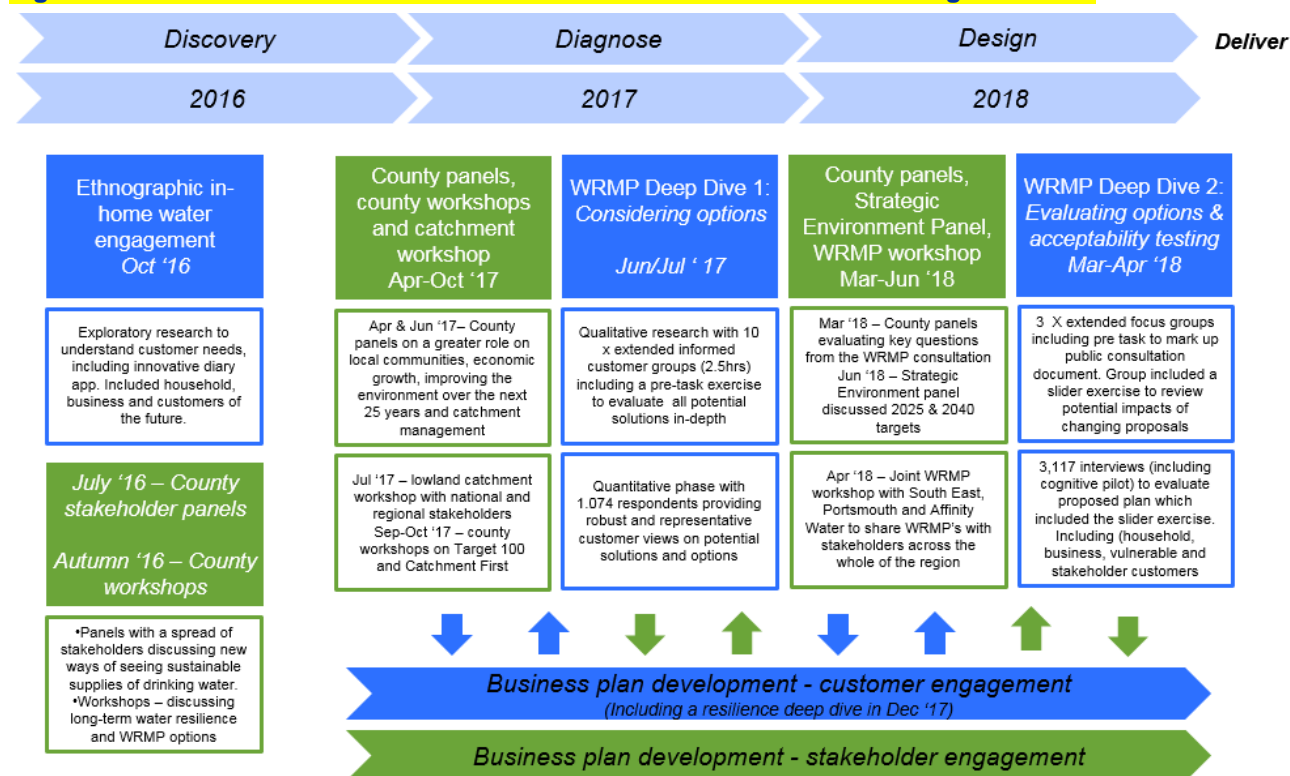 Discovery
Diagnose
Design
Deliver
2016
2017
2018
Ethnographic in-
home water
engagement
Oct ‘16
Exploratory research to
understand customer needs,
including innovative diary
app. Included household,
business and customers of
the future.
July ‘16 – County
stakeholder panels
Autumn ‘16 – County
workshops
•Panels with a spread of
stakeholders discussing new
ways of seeing sustainable
supplies of drinking water.
•Workshops – discussing
long-term water resilience
and WRMP options
County panels,
county workshops
and catchment
workshop
Apr-Oct ‘17
Apr & Jun ‘17– County
panels on a greater role on
local communities, economic
growth, improving the
environment over the next
25 years and catchment
management
Jul ‘17 – lowland catchment
workshop with national and
regional stakeholders
Sep-Oct ‘17 – county
workshops on Target 100
and Catchment First
WRMP Deep Dive 1:
Considering options
Jun/Jul ‘ 17
Qualitative research with 10
x extended informed
customer groups (2.5hrs)
including a pre-task exercise
to evaluate all potential
solutions in-depth
Quantitative phase with
1.074 respondents providing
robust and representative
customer views on potential
solutions and options
County panels,
Strategic
Environment Panel,
WRMP workshop
Mar-Jun ‘18
Mar ‘18 – County panels
evaluating key questions
from the WRMP consultation
Jun ‘18 – Strategic
Environment panel
discussed 2025 & 2040
targets
Apr ‘18 – Joint WRMP
workshop with South East,
Portsmouth and Affinity
Water to share WRMP’s with
stakeholders across the
whole of the region
WRMP Deep Dive 2:
Evaluating options &
acceptability testing
Mar-Apr ‘18
3 X extended focus groups
including pre task to mark up
public consultation
document. Group included a
slider exercise to review
potential impacts of
changing proposals
3,117 interviews (including
cognitive pilot) to evaluate
proposed plan which
included the slider exercise.
Including (household,
business, vulnerable and
stakeholder customers
Business plan development - customer engagement
(Including a resilience deep dive in Dec ‘17)
Business plan development - stakeholder engagement